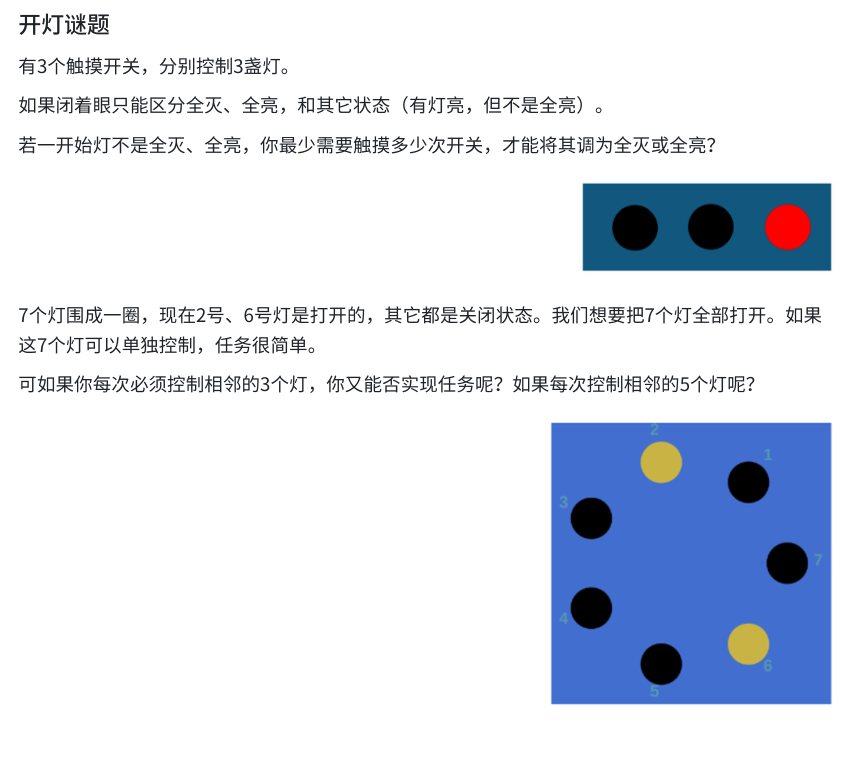 开灯谜题
有3个触摸开关，分别控制3盏灯。
如果闭着眼只能区分全灭、全亮，和其它状态（有灯亮，但不是全亮）。
若一开始灯不是全灭、全亮，你最少需要触摸多少次开关，才能将其调为全灭或全亮？
7个灯围成一圈，现在2号、6号灯是打开的，其它都是关闭状态。我们想要把7个灯全部打开。如果
这7个灯可以单独控制，任务很简单。
可如果你每次必须控制相邻的3个灯，你又能否实现任务呢？如果每次控制相邻的5个灯呢？
2
1
3
7
4
6
5